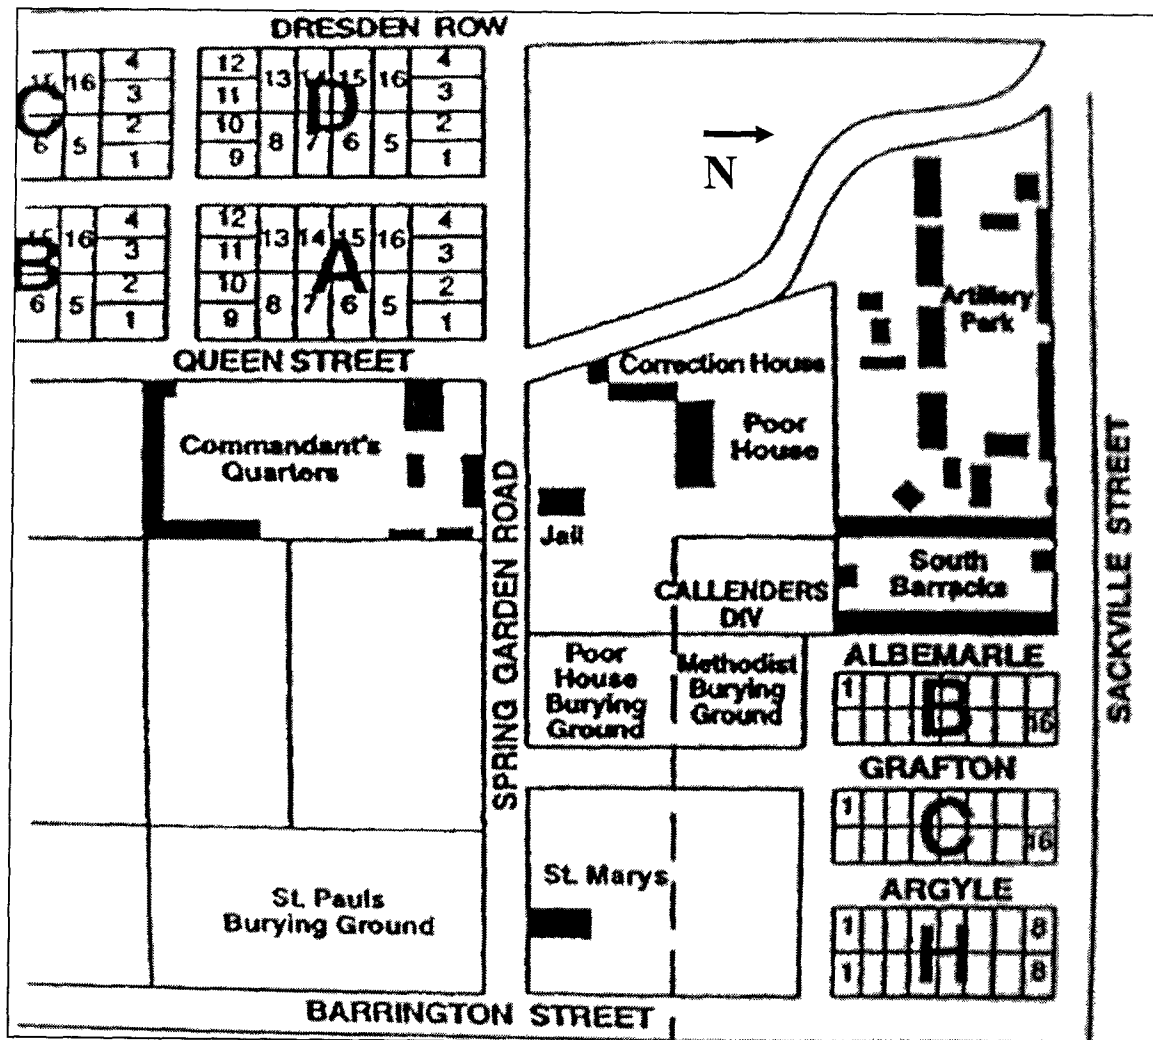 DRESDEN ROW
15 16 4
3
C
6 5 2
1
12 13 14 15 16 4
11 3
D
10 8 7 6 5 2
9 1
N
15 16 4
3
B
6 5 2
1
12 13 14 15 16 4
11 3
A
10 8 7 6 5 2
9 1
QUEEN STREET
Artillery
Park
Correction House
Poor
House
Commandant's
Quarters
Jail
SPRING GARDEN ROAD
SACKVILLE STREET
South
Barracks
CALLENDERS
DIV
ALBEMARLE
Poor
House
Burying
Ground
Methodist
Burying
Ground
1
B
16
GRAFTON
1
C
16
St. Marys
St. Pauls
Burying Ground
ARGYLE
1 8
H
1 8
BARRINGTON STREET